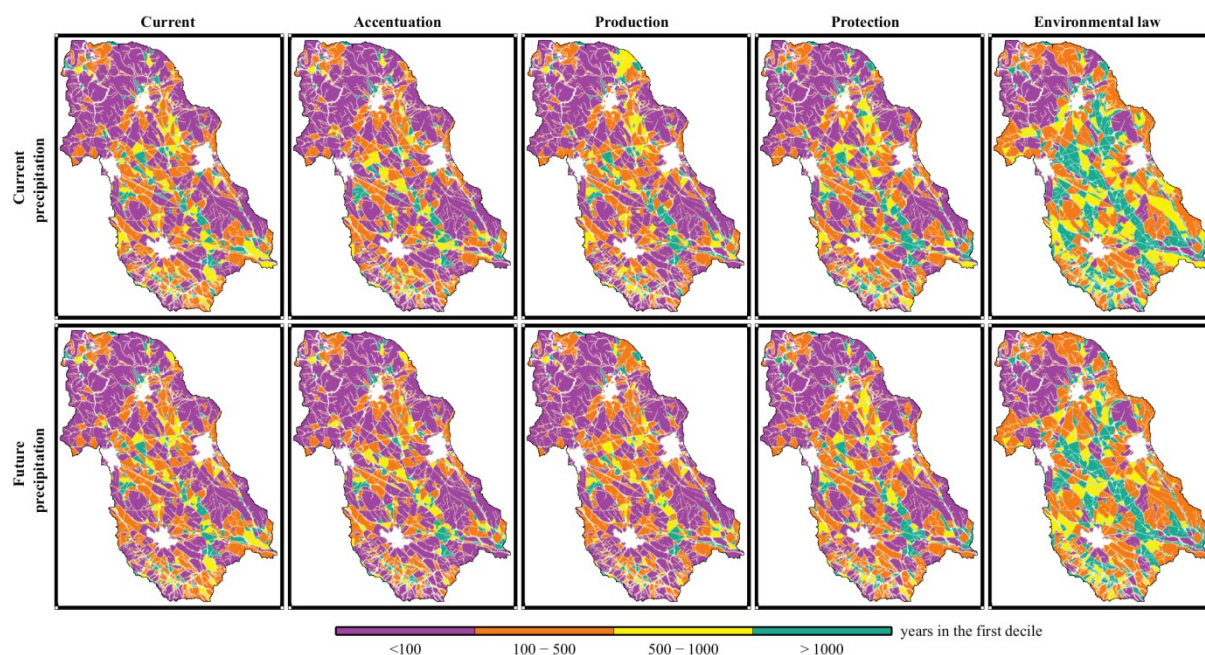 Current Accentuation Production Protection Environmental law
Current
precipitation
Future
precipitation
years in the first decile
<100 100 – 500 500 – 1000 > 1000